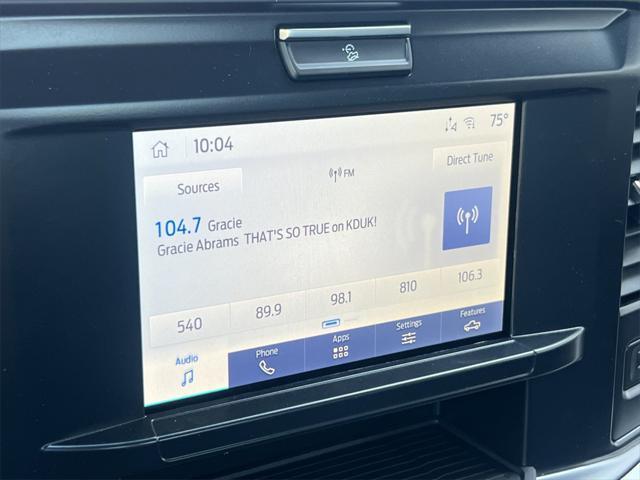 10:04
4
75°
Sources
FM
Direct Tune
104.7 Gracie
Gracie Abrams THAT'S SO TRUE on KDUK!
540
89.9
98.1
810
106.3
Audio
Phone
Apps
Settings
Features